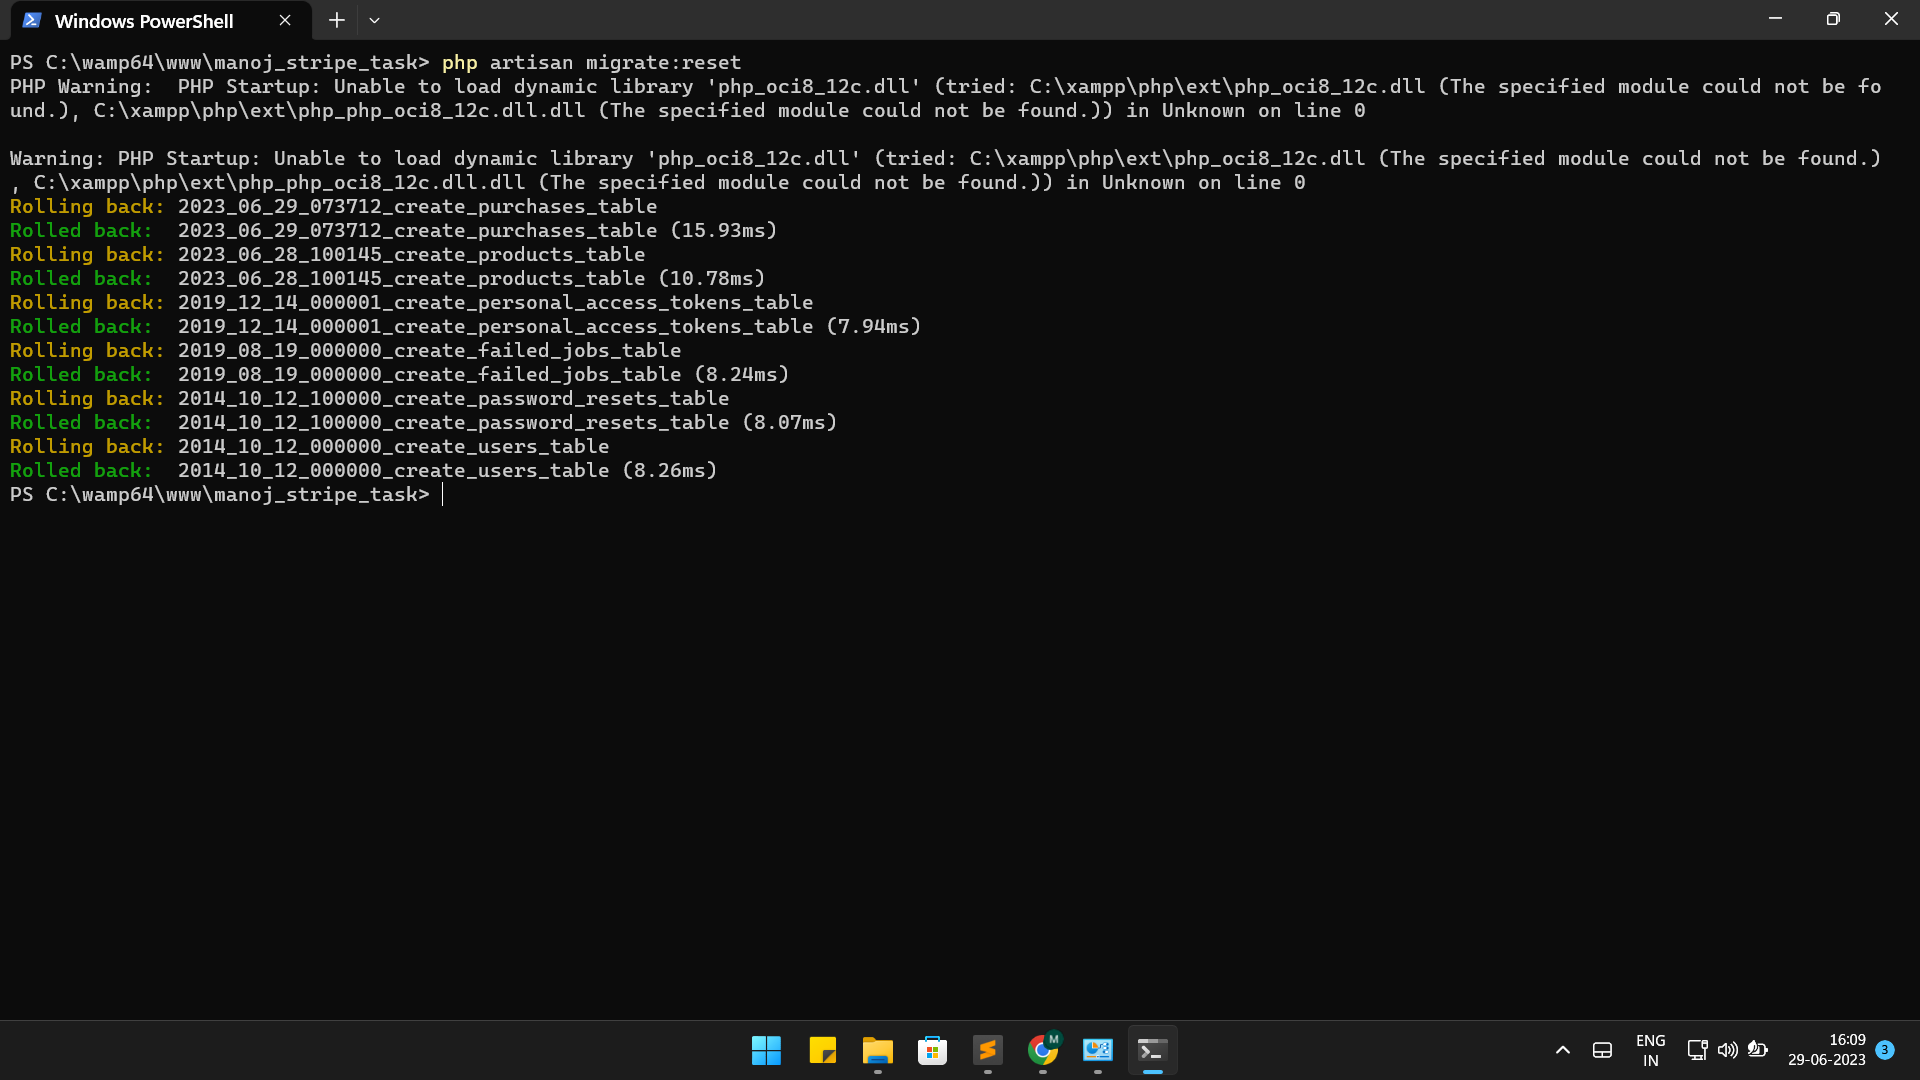 Windows PowerShell
PS C:\wamp64\www\manoj_stripe_task> php artisan migrate:reset
PHP Warning:  PHP Startup: Unable to load dynamic library 'php_oci8_12c.dll' (tried: C:\xampp\php\ext\php_oci8_12c.dll (The specified module could not be fo
und.), C:\xampp\php\ext\php_php_oci8_12c.dll.dll (The specified module could not be found.)) in Unknown on line 0
Warning: PHP Startup: Unable to load dynamic library 'php_oci8_12c.dll' (tried: C:\xampp\php\ext\php_oci8_12c.dll (The specified module could not be found.)
, C:\xampp\php\ext\php_php_oci8_12c.dll.dll (The specified module could not be found.)) in Unknown on line 0
Rolling back: 2023_06_29_073712_create_purchases_table
Rolled back:  2023_06_29_073712_create_purchases_table (15.93ms)
Rolling back: 2023_06_28_100145_create_products_table
Rolled back:  2023_06_28_100145_create_products_table (10.78ms)
Rolling back: 2019_12_14_000001_create_personal_access_tokens_table
Rolled back:  2019_12_14_000001_create_personal_access_tokens_table (7.94ms)
Rolling back: 2019_08_19_000000_create_failed_jobs_table
Rolled back:  2019_08_19_000000_create_failed_jobs_table (8.24ms)
Rolling back: 2014_10_12_100000_create_password_resets_table
Rolled back:  2014_10_12_100000_create_password_resets_table (8.07ms)
Rolling back: 2014_10_12_000000_create_users_table
Rolled back:  2014_10_12_000000_create_users_table (8.26ms)
PS C:\wamp64\www\manoj_stripe_task>
M
ENG
IN
16:09
29-06-2023
3